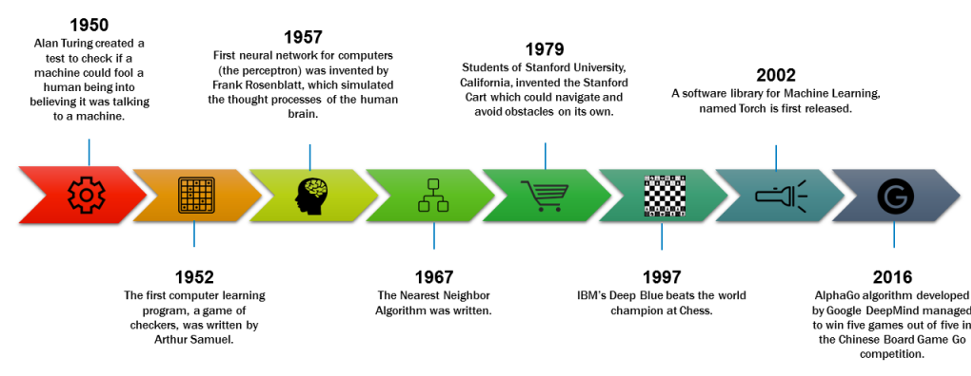 1950
Alan Turing created a
test to check if a
machine could fool a
human being into
believing it was talking
to a machine.
1952
The first computer learning
program, a game of
checkers, was written by
Arthur Samuel.
1957
First neural network for computers
(the perceptron) was invented by
Frank Rosenblatt, which simulated
the thought processes of the human
brain.
1967
The Nearest Neighbor
Algorithm was written.
1979
Students of Stanford University,
California, invented the Stanford
Cart which could navigate and
avoid obstacles on its own.
1997
IBM's Deep Blue beats the world
champion at Chess.
2002
A software library for Machine Learning,
named Torch is first released.
G
2016
AlphaGo algorithm developed
by Google DeepMind managed
to win five games out of five in
the Chinese Board Game Go
competition.